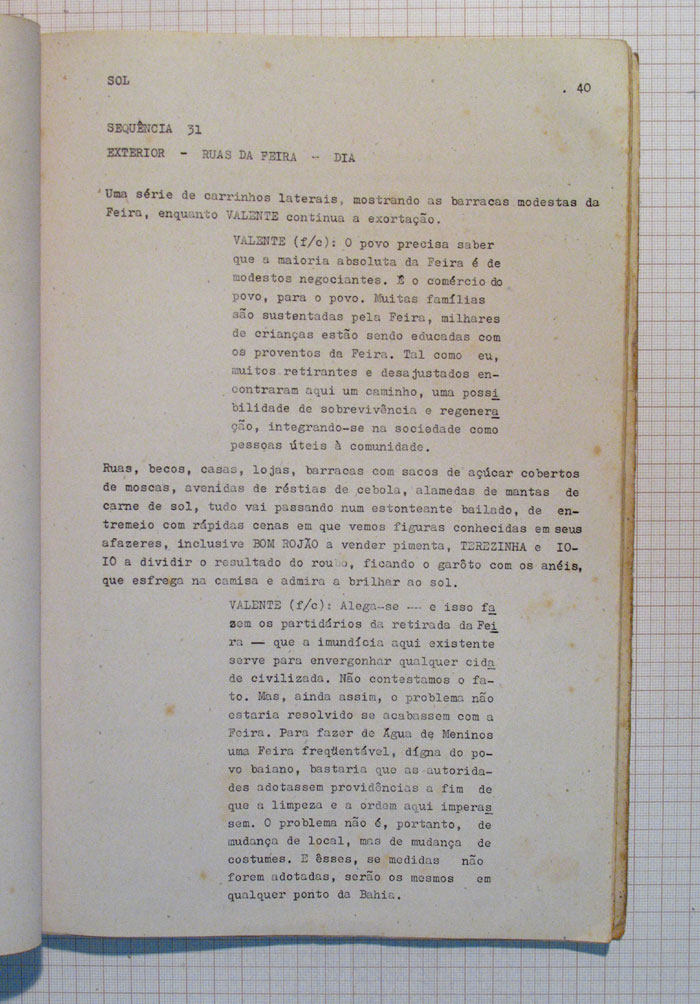 SOL
. 40
SEQUÊNCIA 31
EXTERIOR - RUAS DA FEIRA - DIA
Uma série de carrinhos laterais, mostrando as barracas modestas da
Feira, enquanto VALENTE continua a exortação.
VALENTE (f/c): O povo precisa saber
que a maioria absoluta da Feira é de
modestos negociantes. É o comércio do
povo, para o povo. Muitas famílias
são sustentadas pela Feira, milhares
de crianças estão sendo educadas com
os proventos da Feira. Tal como eu,
muitos retirantes e desajustados en-
contraram aqui um caminho, uma possi
bilidade de sobrevivência e regenera
ção, integrando-se na sociedade como
pessoas úteis à comunidade.
Ruas, becos, casas, lojas, barracas com sacos de açúcar cobertos
de moscas, avenidas de réstias de cebola, alamedas de mantas de
carne de sol, tudo vai passando num estonteante bailado, de en-
tremeio com rápidas cenas em que vemos figuras conhecidas em seus
afazeres, inclusive BOM ROJÃO a vender pimenta, TEREZINHA e IO-
IÔ a dividir o resultado do roubo, ficando o garôto com os anéis,
que esfrega na camisa e admira a brilhar ao sol.
VALENTE (f/c): Alega-se -- e isso fa
zem os partidários da retirada da Fei
ra -- que a imundícia aqui existente
serve para envergonhar qualquer cida
de civilizada. Não contestamos o fa-
to. Mas, ainda assim, o problema não
estaria resolvido se acabassem com a
Feira. Para fazer de Água de Meninos
uma Feira freqüentável, dígna do po-
vo baiano, bastaria que as autorida-
des adotassem providências a fim de
que a limpeza e a ordem aqui imperas
sem. O problema não é, portanto, de
mudança de local, mas de mudança de
costumes. E êsses, se medidas não
forem adotadas, serão os mesmos em
qualquer ponto da Bahia.